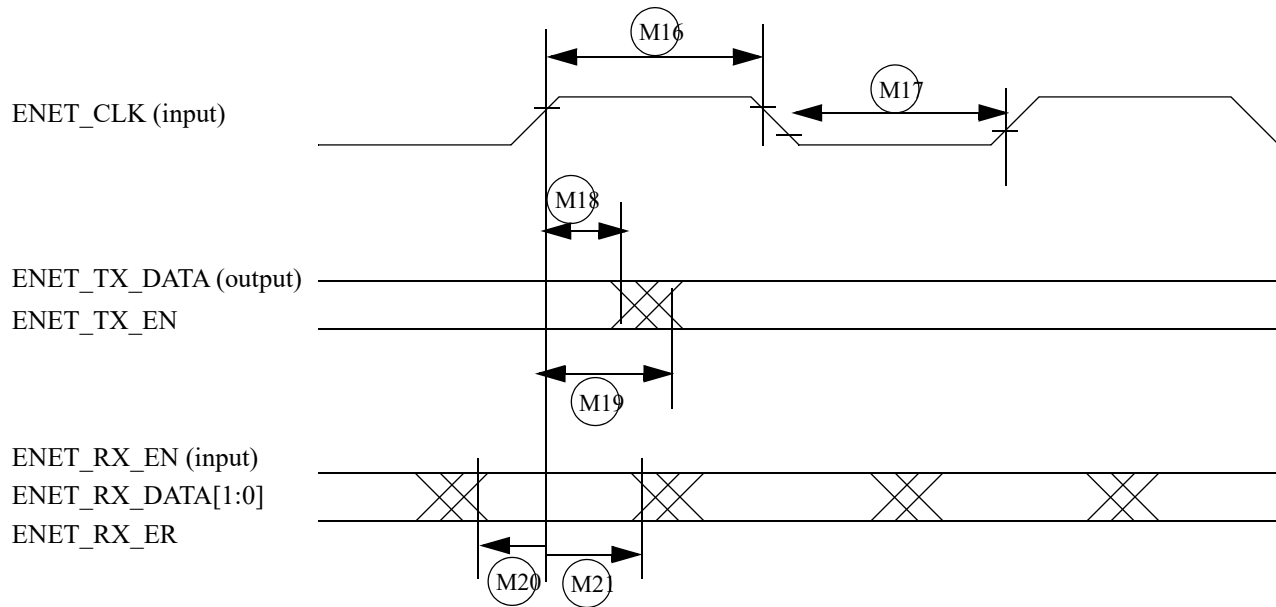 M16
M17
ENET_CLK (input)
M18
ENET_TX_DATA (output)
ENET_TX_EN
M19
ENET_RX_EN (input)
ENET_RX_DATA[1:0]
ENET_RX_ER
M20
M21